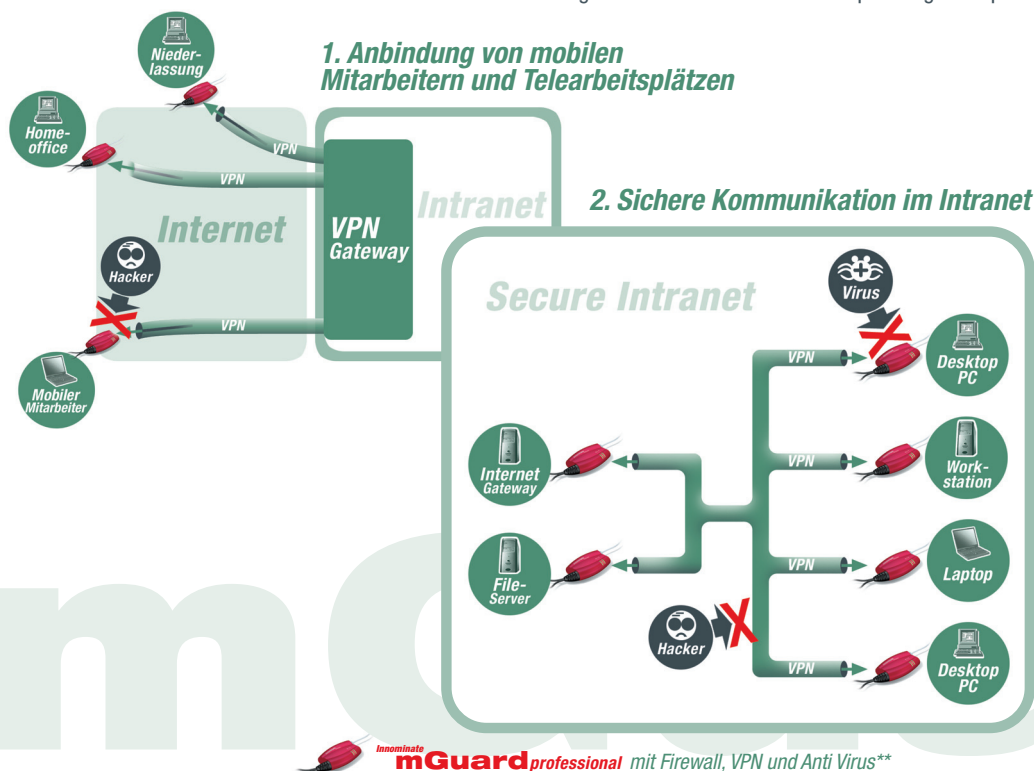 1. Anbindung von mobilen
Mitarbeitern und Telearbeitsplätzen
Nieder-
lassung
Home-
office
VPN
VPN
Internet
VPN
Gateway
Intranet
Hacker
VPN
Mobiler
Mitarbeiter
2. Sichere Kommunikation im Intranet
Secure Intranet
Virus
VPN
Desktop
PC
Internet
Gateway
VPN
Work-
station
File-
Server
VPN
Laptop
Hacker
VPN
Desktop
PC
Innominate
mGuard professional mit Firewall, VPN und Anti Virus**